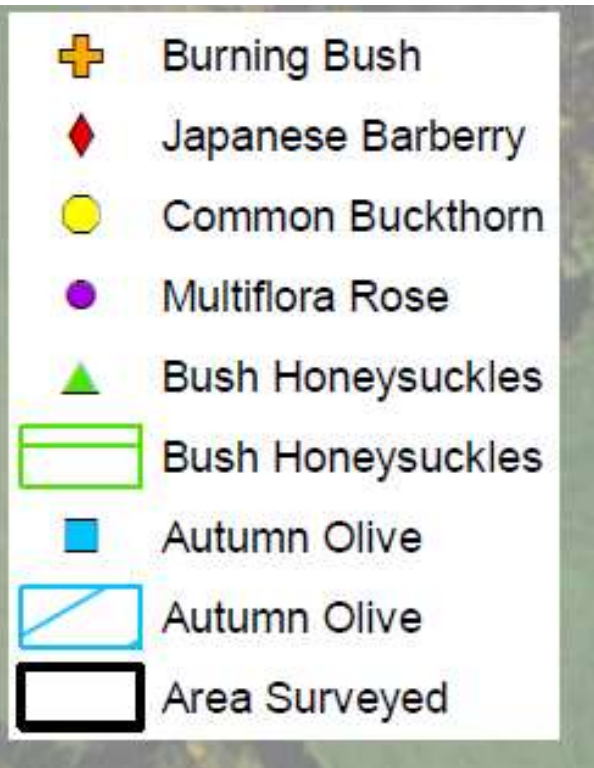 Burning Bush
Japanese Barberry
Common Buckthorn
Multiflora Rose
Bush Honeysuckles
Bush Honeysuckles
Autumn Olive
Autumn Olive
Area Surveyed